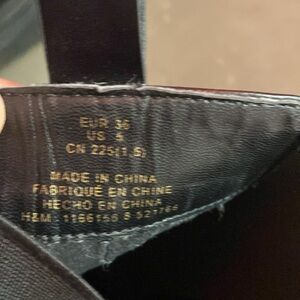 EUR 36
US 5
CN 225(1.5)
MADE IN CHINA
FABRIQUÉ EN CHINE
HECHO EN CHINA
H&M: